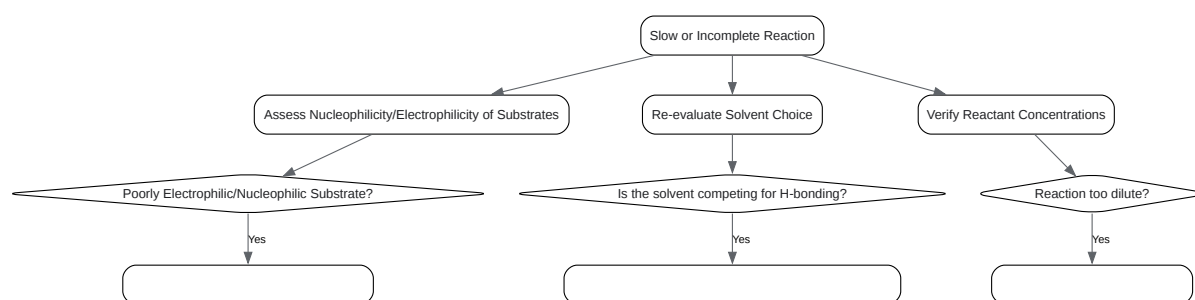 Slow or Incomplete Reaction
Assess Nucleophilicity/Electrophilicity of Substrates
Re-evaluate Solvent Choice
Verify Reactant Concentrations
Poorly Electrophilic/Nucleophilic Substrate?
Is the solvent competing for H-bonding?
Reaction too dilute?
Yes
Yes
Yes